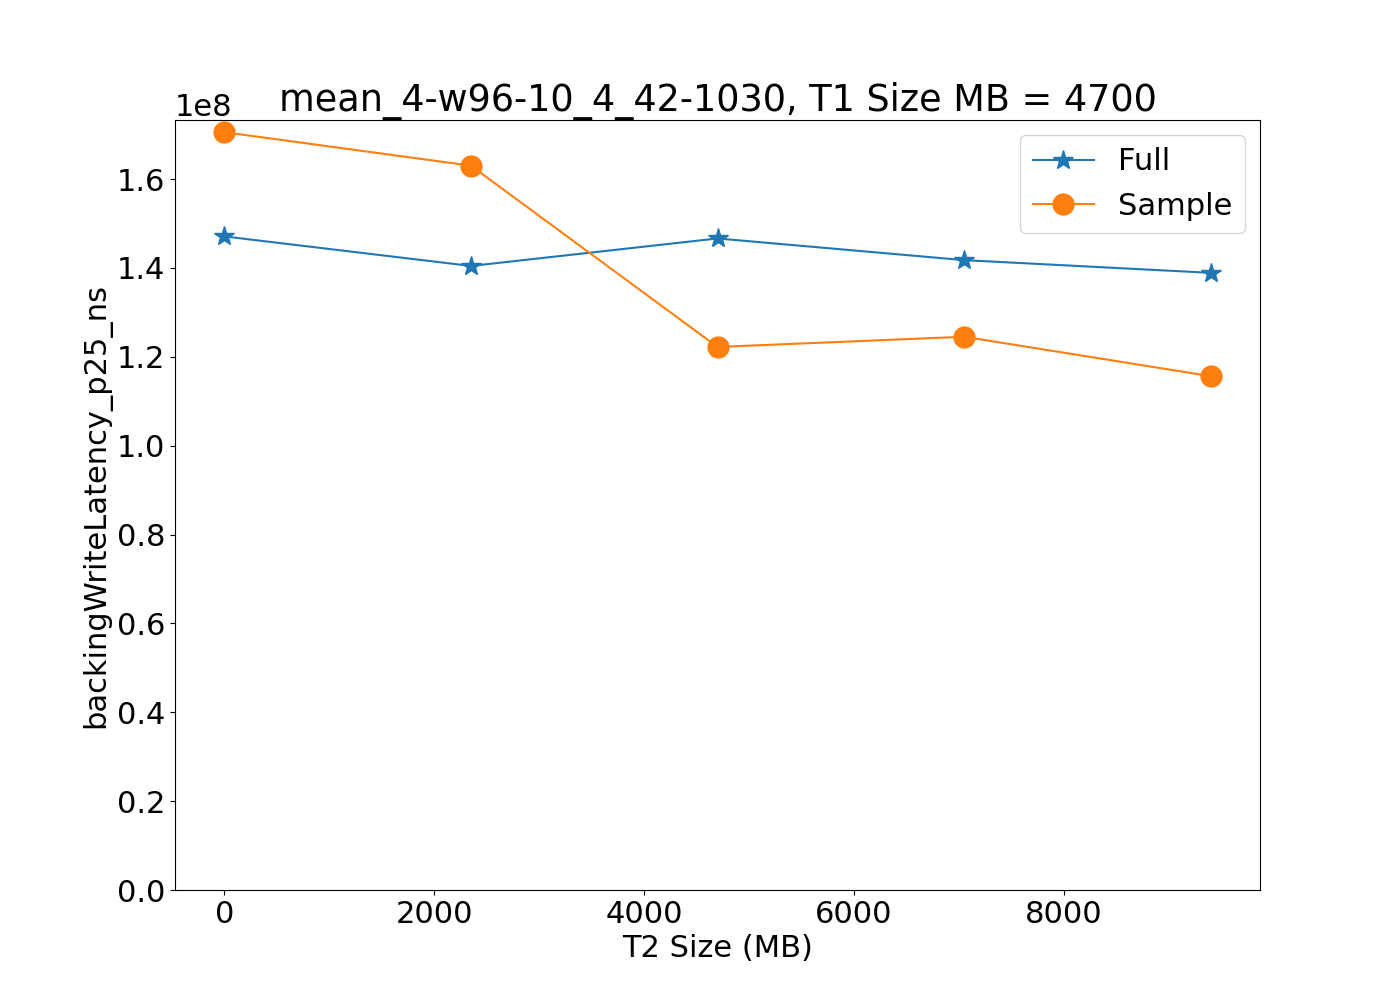 mean_4-w96-10_4_42-1030, T1 Size MB = 4700
1e8
Full
Sample
1.6
1.4
1.2
1.0
0.8
0.6
0.4
0.2
0.0
backingWriteLatency_p25_ns
0 2000 4000 6000 8000
T2 Size (MB)